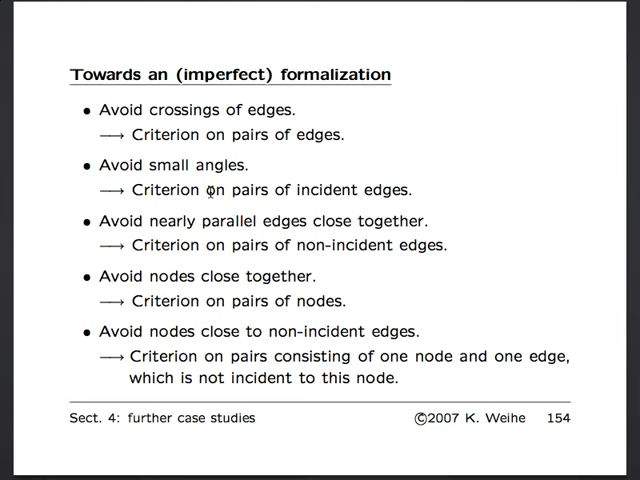 Towards an (imperfect) formalization
• Avoid crossings of edges.
⟶ Criterion on pairs of edges.
• Avoid small angles.
⟶ Criterion on pairs of incident edges.
• Avoid nearly parallel edges close together.
⟶ Criterion on pairs of non-incident edges.
• Avoid nodes close together.
⟶ Criterion on pairs of nodes.
• Avoid nodes close to non-incident edges.
⟶ Criterion on pairs consisting of one node and one edge,
which is not incident to this node.
Sect. 4: further case studies ©2007 K. Weihe 154